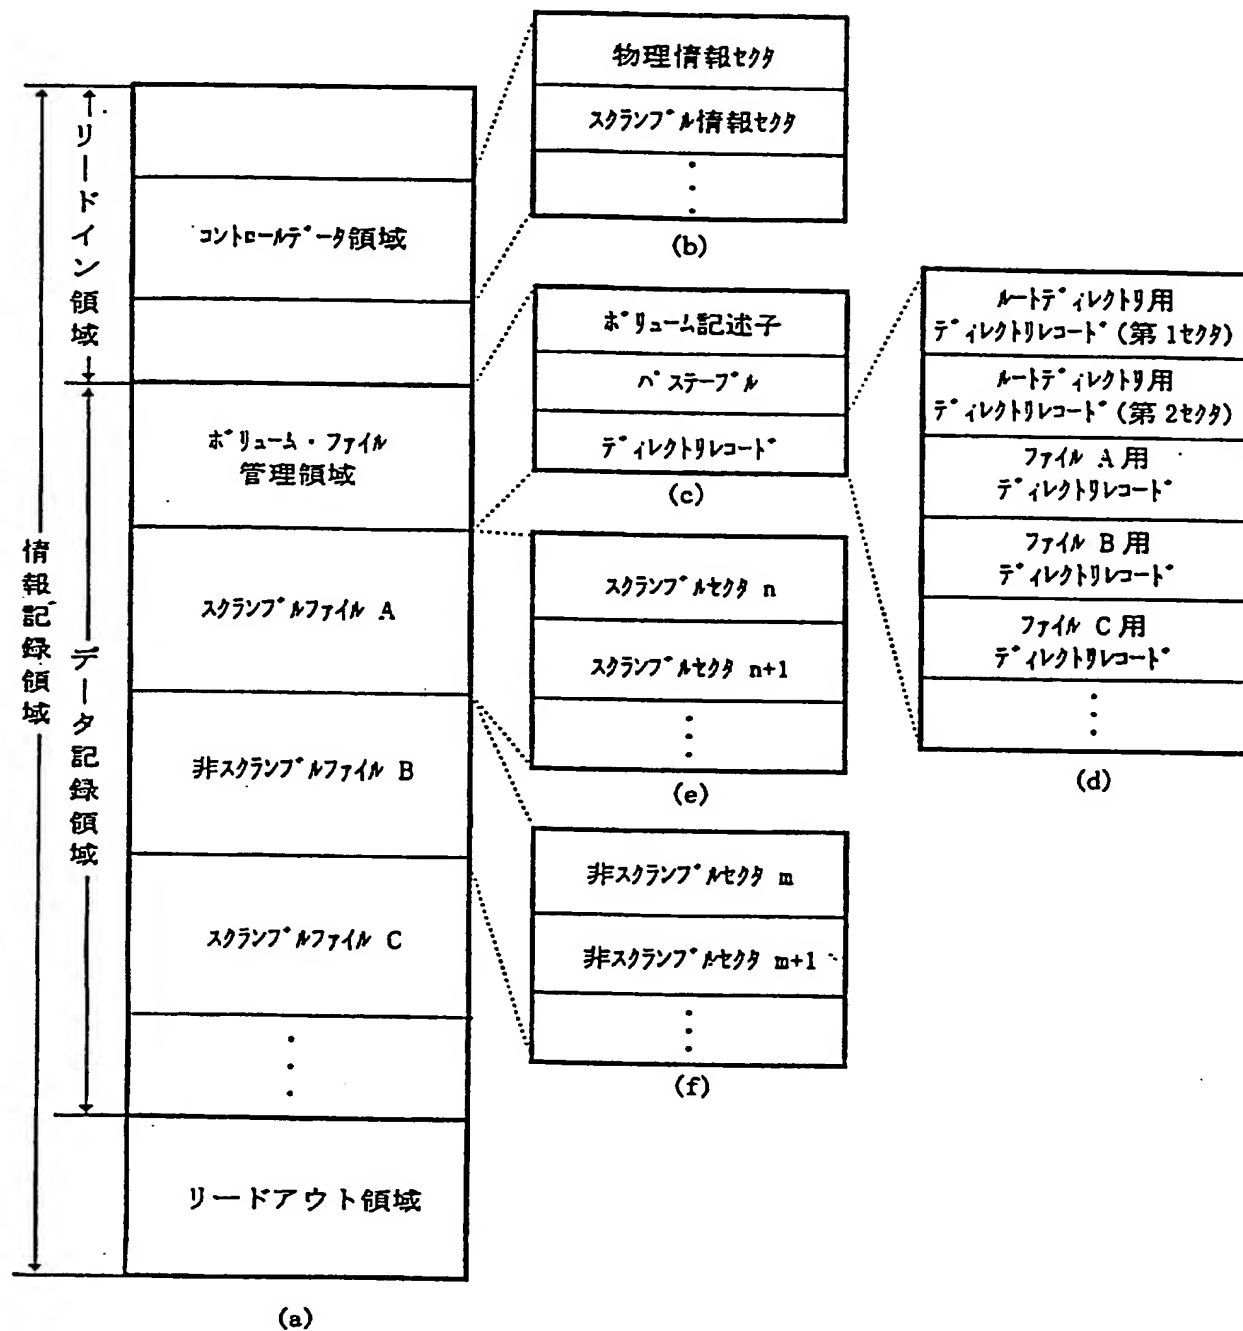 情報記録領域
リードイン領域
データ記録領域
コントロールデータ領域
ボリューム・ファイル
管理領域
スクランブルファイル A
非スクランブルファイル B
スクランブルファイル C
リードアウト領域
(a)
物理情報セクタ
スクランブル情報セクタ
(b)
ボリューム記述子
パステーブル
ディレクトリレコード
(c)
ルートディレクトリ用
ディレクトリレコード(第1セクタ)
ルートディレクトリ用
ディレクトリレコード(第2セクタ)
ファイル A 用
ディレクトリレコード
ファイル B 用
ディレクトリレコード
ファイル C 用
ディレクトリレコード
(d)
スクランブルセクタ n
スクランブルセクタ n+1
(e)
非スクランブルセクタ m
非スクランブルセクタ m+1
(f)